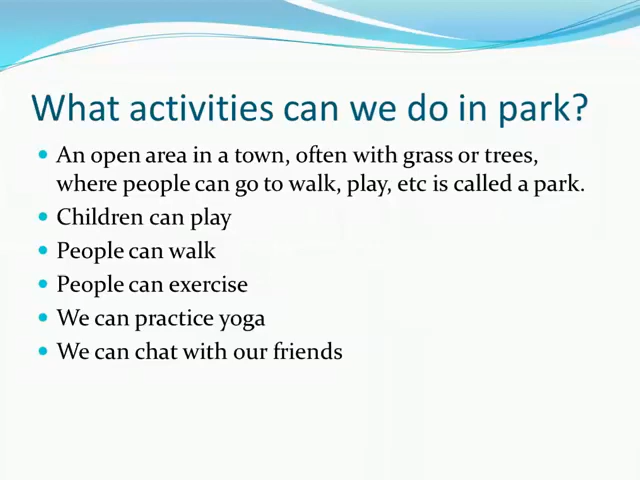 What activities can we do in park?
An open area in a town, often with grass or trees,
where people can go to walk, play, etc is called a park.
Children can play
People can walk
People can exercise
We can practice yoga
We can chat with our friends